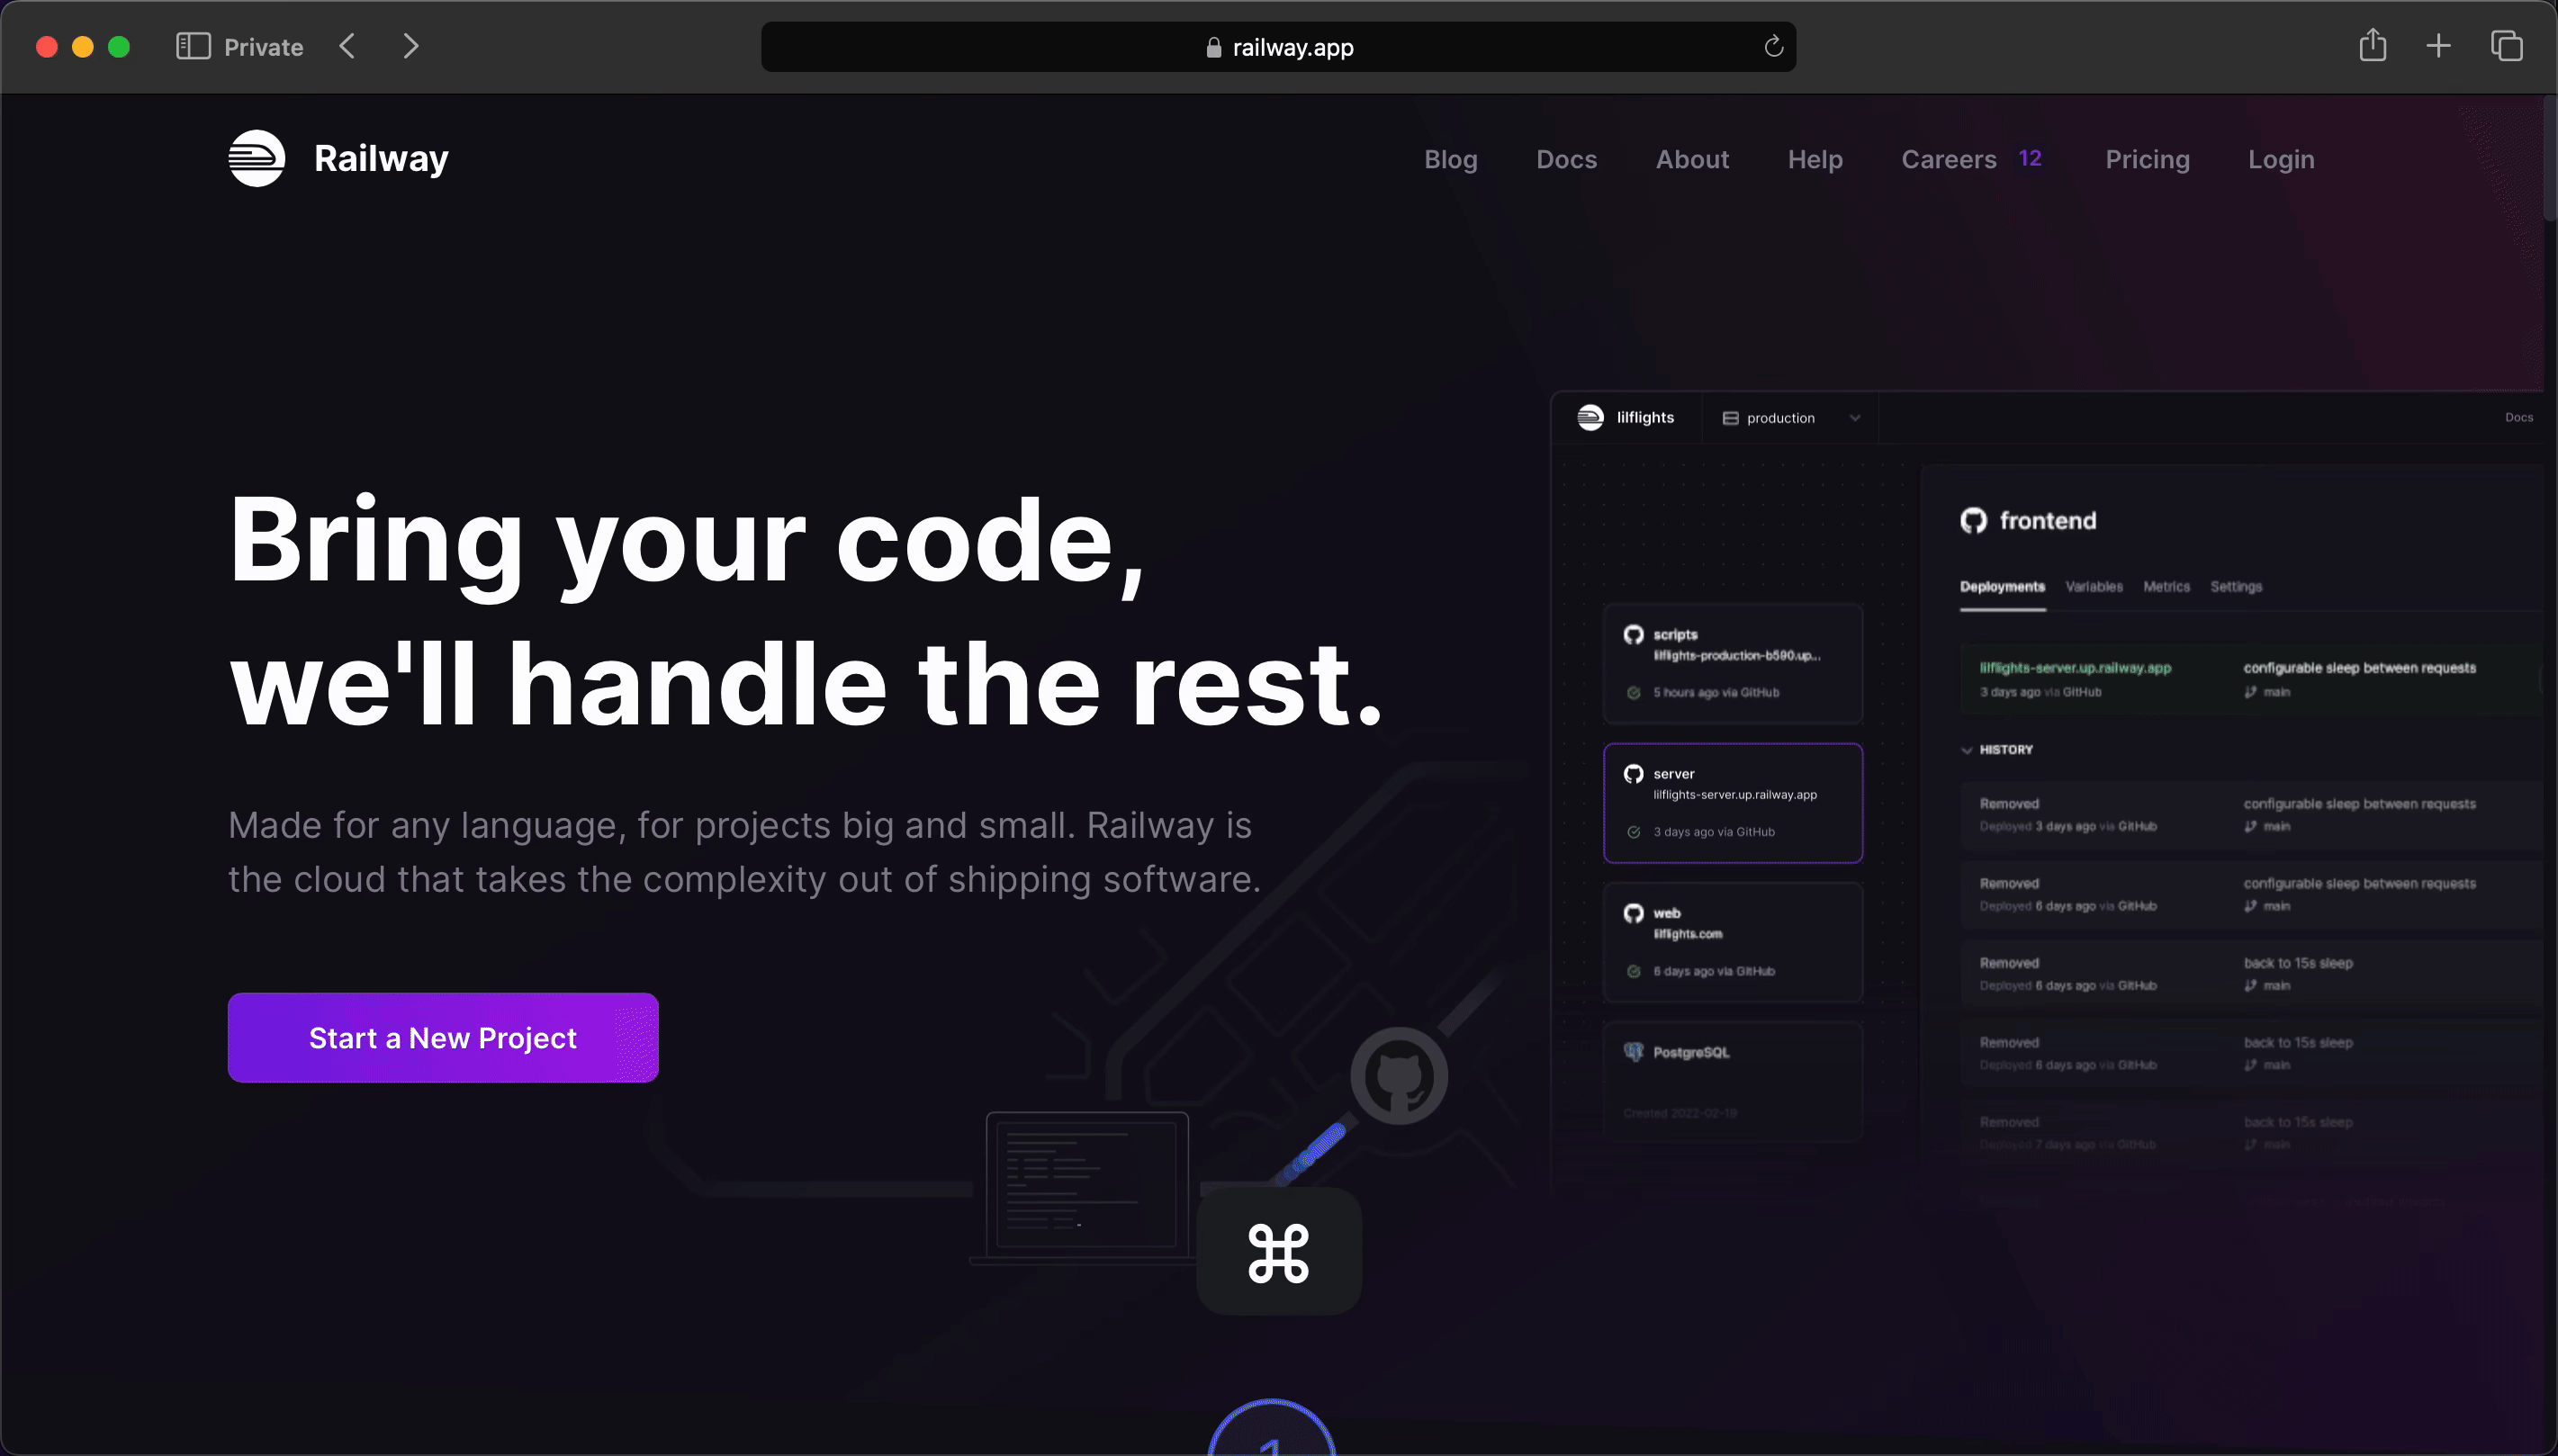 Private
railway.app
Railway
Blog Docs About Help Careers 12 Pricing Login
Bring your code,
we'll handle the rest.
Made for any language, for projects big and small. Railway is
the cloud that takes the complexity out of shipping software.
Start a New Project
⌘
1
lilflights production Docs
scripts
lilflights-production-b590.up...
5 hours ago via GitHub
server
lilflights-server.up.railway.app
3 days ago via GitHub
web
lilflights.com
6 days ago via GitHub
PostgreSQL
Created 2022-02-19
frontend
Deployments Variables Metrics Settings
lilflights-server.up.railway.app configurable sleep between requests
3 days ago via GitHub main
HISTORY
Removed configurable sleep between requests
Deployed 3 days ago via GitHub main
Removed configurable sleep between requests
Deployed 6 days ago via GitHub main
Removed back to 15s sleep
Deployed 6 days ago via GitHub main
Removed back to 15s sleep
Deployed 6 days ago via GitHub main
Removed back to 15s sleep
Deployed 7 days ago via GitHub main